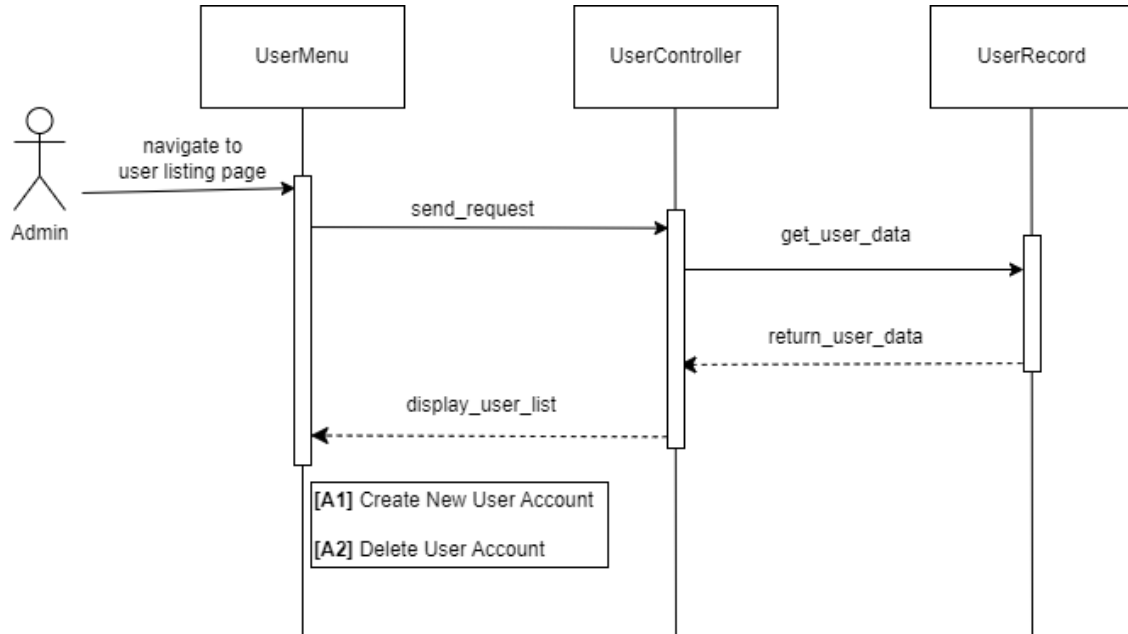 UserMenu
UserController
UserRecord
navigate to
user listing page
Admin
send_request
get_user_data
return_user_data
display_user_list
[A1] Create New User Account
[A2] Delete User Account